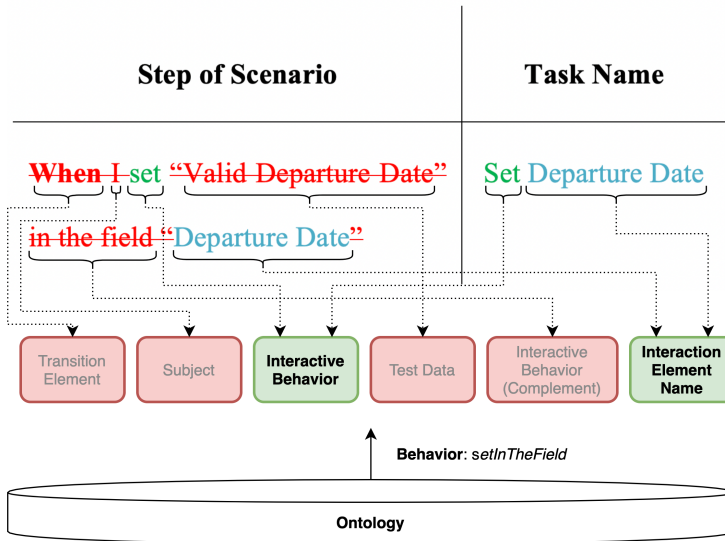 Step of Scenario
Task Name
When I set “Valid Departure Date”
Set Departure Date
in the field “Departure Date”
Transition
Element
Subject
Interactive
Behavior
Test Data
Interactive
Behavior
(Complement)
Interaction
Element
Name
Behavior: setInTheField
Ontology